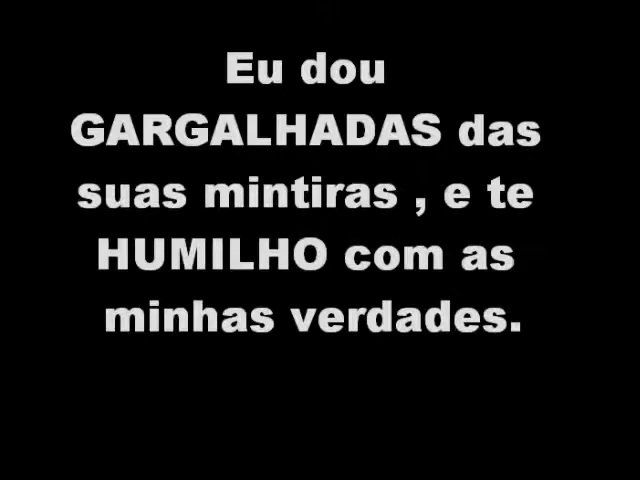 Eu dou
GARGALHADAS das
suas mintiras , e te
HUMILHO com as
minhas verdades.